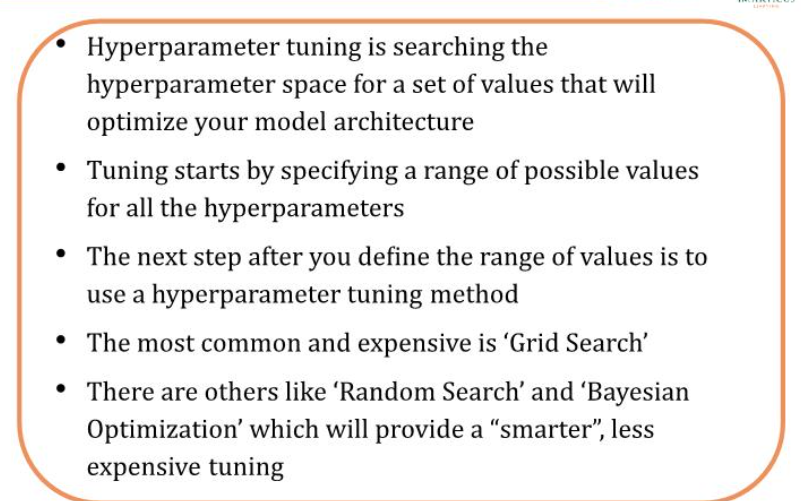 • Hyperparameter tuning is searching the
hyperparameter space for a set of values that will
optimize your model architecture
• Tuning starts by specifying a range of possible values
for all the hyperparameters
• The next step after you define the range of values is to
use a hyperparameter tuning method
• The most common and expensive is ‘Grid Search’
• There are others like ‘Random Search’ and ‘Bayesian
Optimization’ which will provide a “smarter”, less
expensive tuning